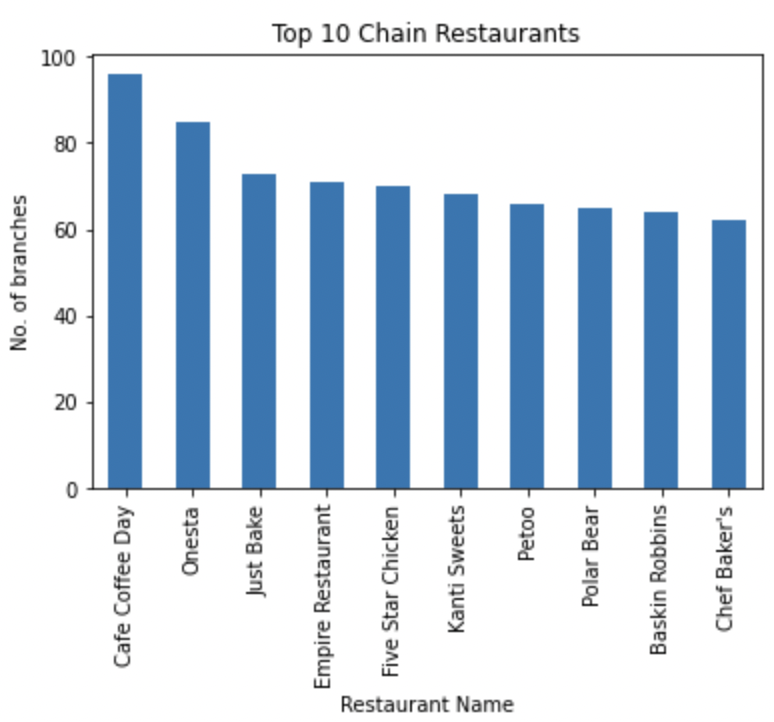 Top 10 Chain Restaurants
No. of branches
100
80
60
40
20
0
Cafe Coffee Day
Onesta
Just Bake
Empire Restaurant
Five Star Chicken
Kanti Sweets
Petoo
Polar Bear
Baskin Robbins
Chef Baker's
Restaurant Name